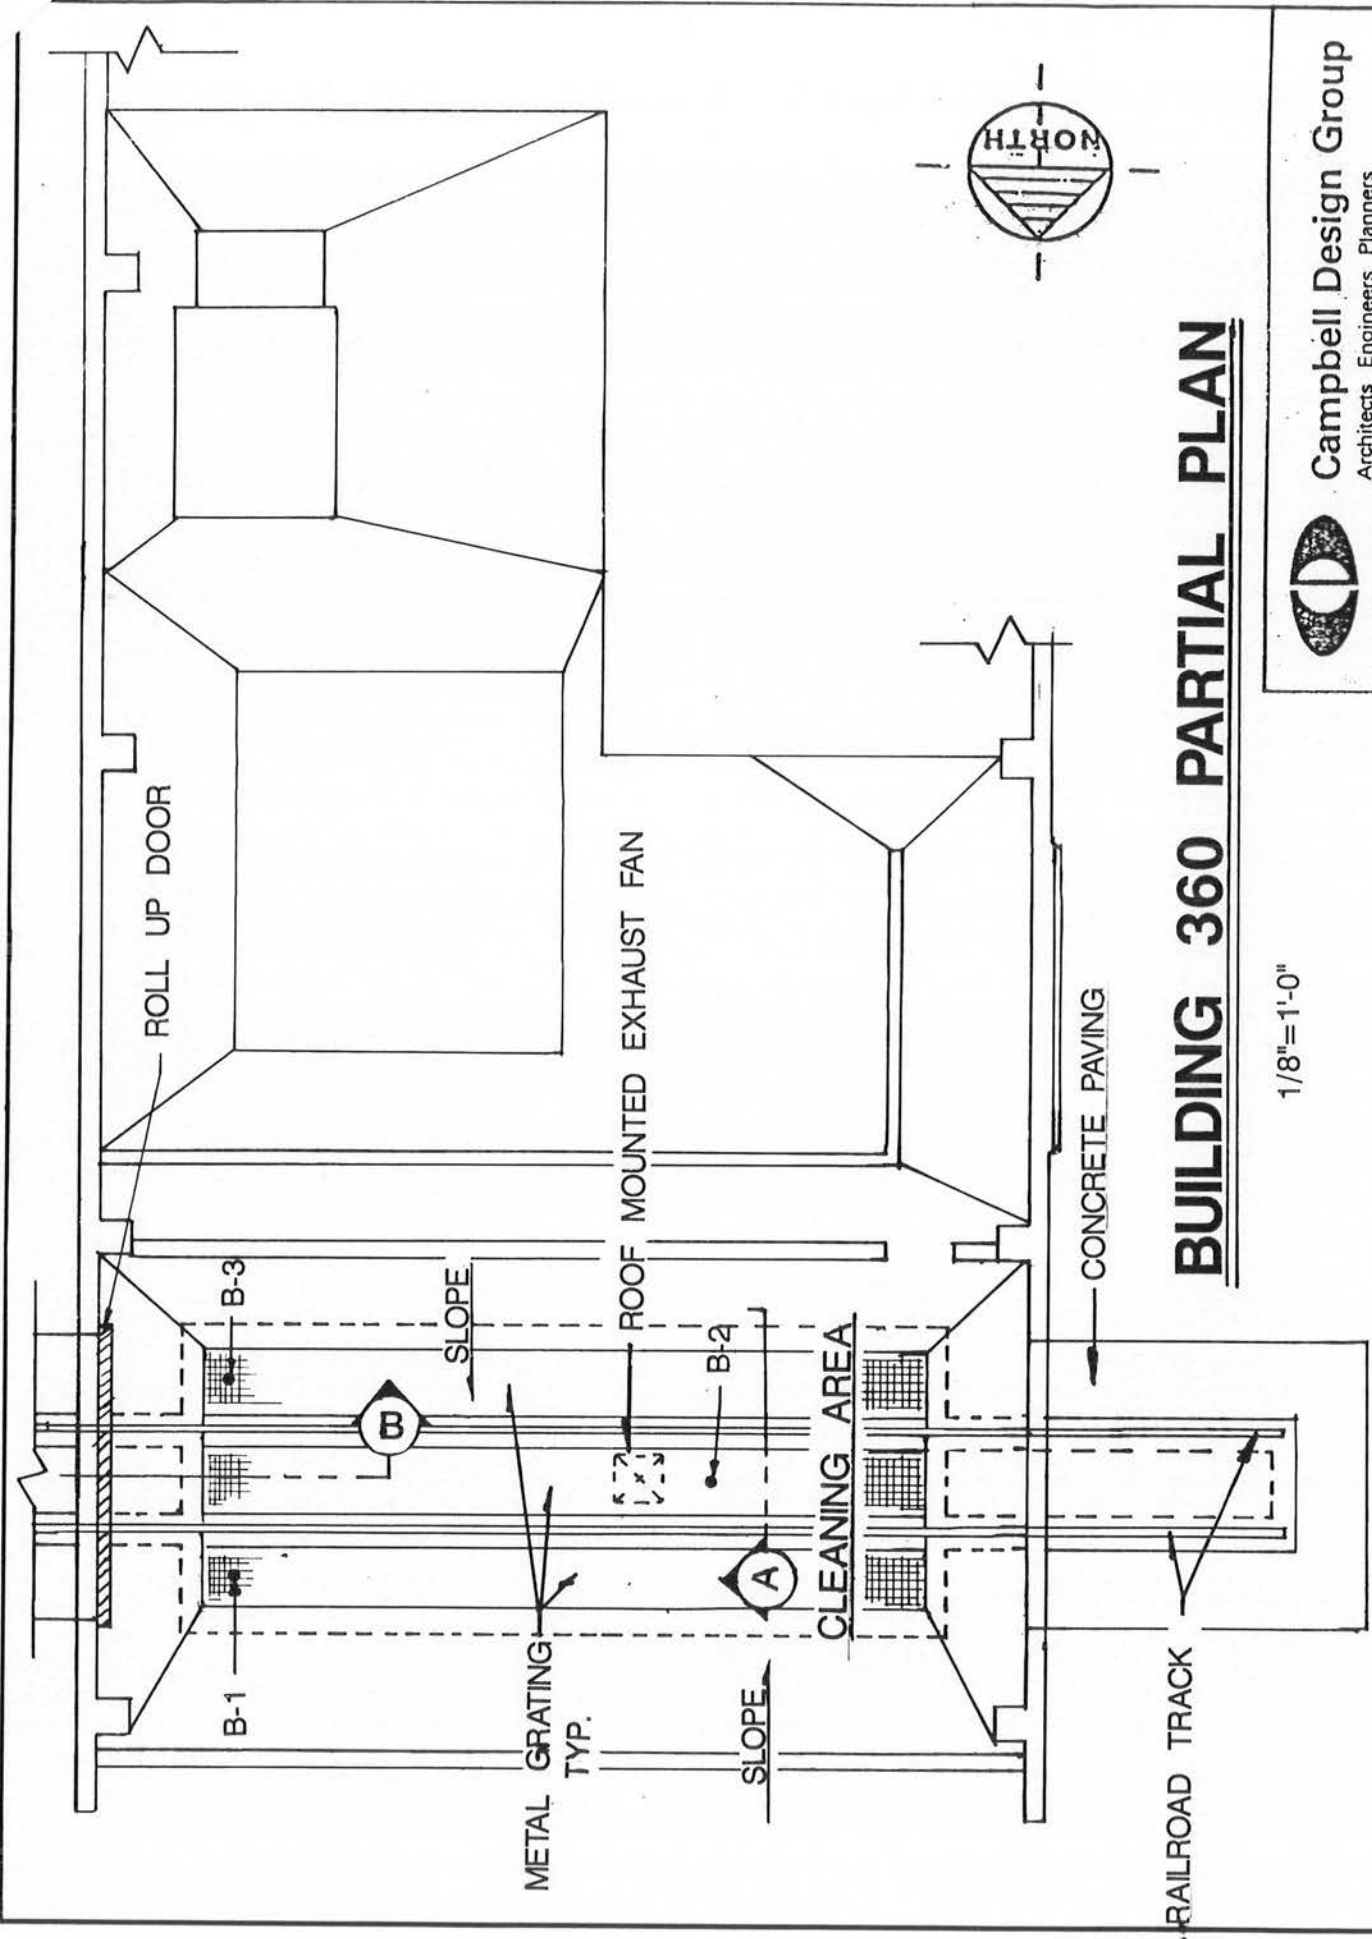 ROLL UP DOOR
B-3
B-1
B
SLOPE
METAL GRATING
TYP.
ROOF MOUNTED EXHAUST FAN
B-2
SLOPE
A
CLEANING AREA
NORTH
CONCRETE PAVING
RAILROAD TRACK
BUILDING 360 PARTIAL PLAN
1/8"=1'-0"
Campbell Design Group
Architects Engineers Planners